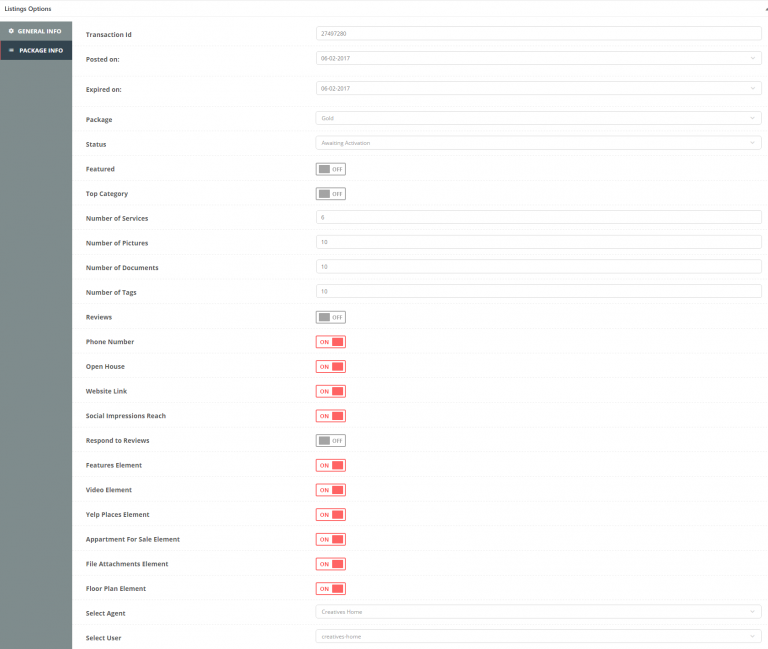 Listings Options
GENERAL INFO
PACKAGE INFO
Transaction Id 27497280
Posted on: 06-02-2017
Expired on: 06-02-2017
Package Gold
Status Awaiting Activation
Featured OFF
Top Category OFF
Number of Services 6
Number of Pictures 10
Number of Documents 10
Number of Tags 10
Reviews OFF
Phone Number ON
Open House ON
Website Link ON
Social Impressions Reach ON
Respond to Reviews OFF
Features Element ON
Video Element ON
Yelp Places Element ON
Appartment For Sale Element ON
File Attachments Element ON
Floor Plan Element ON
Select Agent Creatives Home
Select User creatives-home